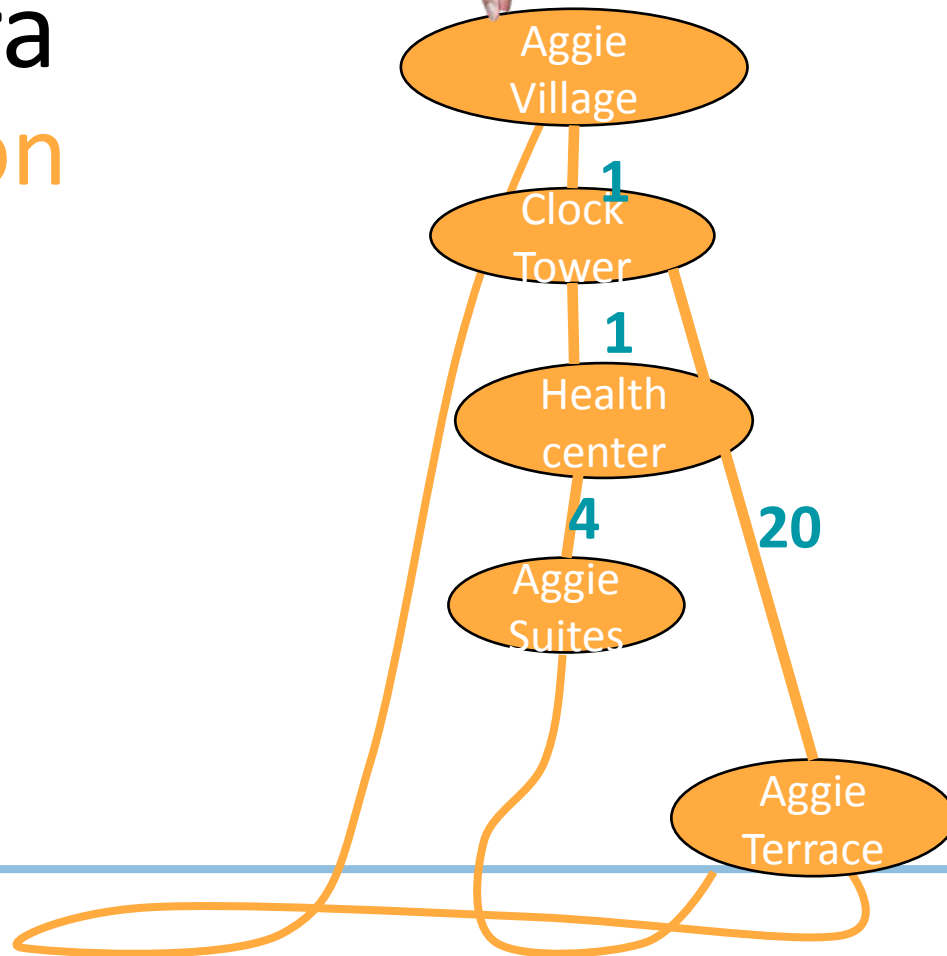 ra
on
Aggie
Village
1
Clock
Tower
1
Health
center
4
20
Aggie
Suites
Aggie
Terrace